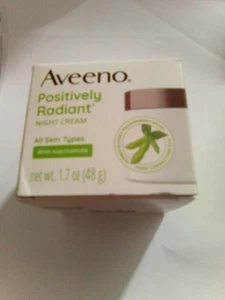 Aveeno®
Positively
Radiant®
NIGHT CREAM
All Skin Types
With niacinamide
net wt. 1.7 oz (48 g)